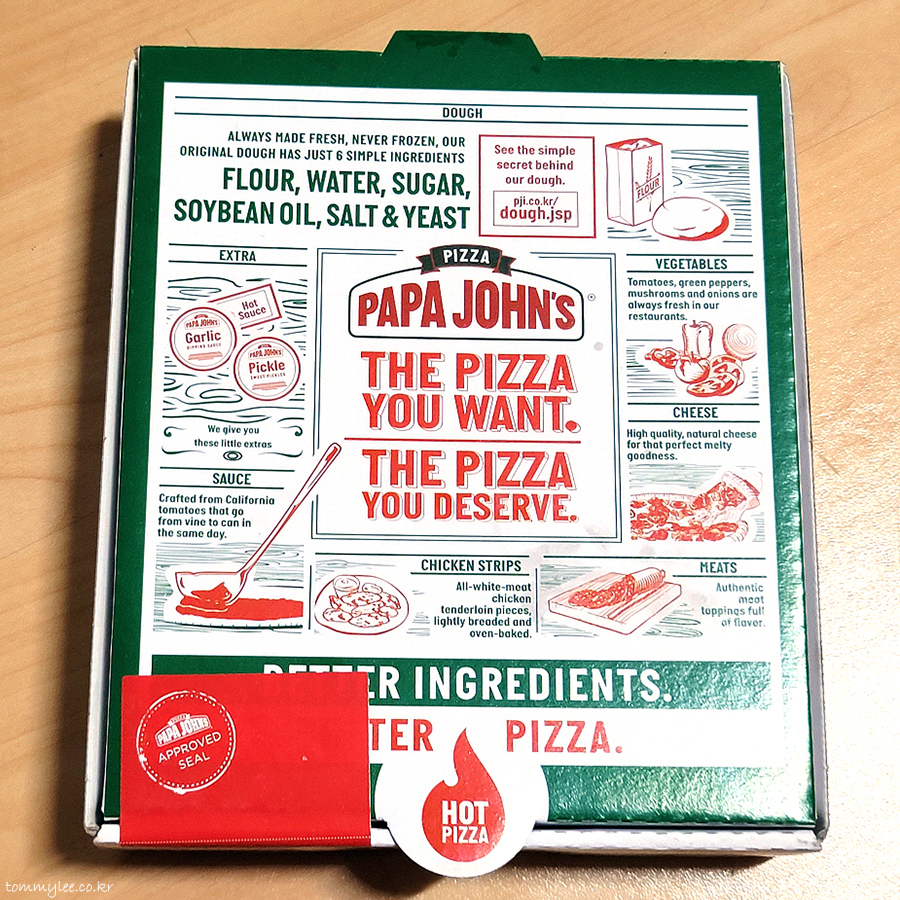 DOUGH
ALWAYS MADE FRESH, NEVER FROZEN, OUR
ORIGINAL DOUGH HAS JUST 6 SIMPLE INGREDIENTS
FLOUR, WATER, SUGAR,
SOYBEAN OIL, SALT & YEAST
See the simple
secret behind
our dough.
pji.co.kr/
dough.jsp
FLOUR
EXTRA
Hot
Sauce
PAPA JOHN'S
Garlic
DIPPING SAUCE
PAPA JOHN'S
Pickle
SWEET PICKLES
We give you
these little extras
SAUCE
Crafted from California
tomatoes that go
from vine to can in
the same day.
PIZZA
PAPA JOHN'S®
THE PIZZA
YOU WANT.
THE PIZZA
YOU DESERVE.
VEGETABLES
Tomatoes, green peppers,
mushrooms and onions are
always fresh in our
restaurants.
CHEESE
High quality, natural cheese
for that perfect melty
goodness.
CHICKEN STRIPS
All-white-meat
chicken
tenderloin pieces,
lightly breaded and
oven-baked.
MEATS
Authentic
meat
toppings full
of flavor.
BETTER INGREDIENTS.
TER PIZZA.
PIZZA
PAPA JOHN'S
APPROVED
SEAL
HOT
PIZZA
tommylee.co.kr